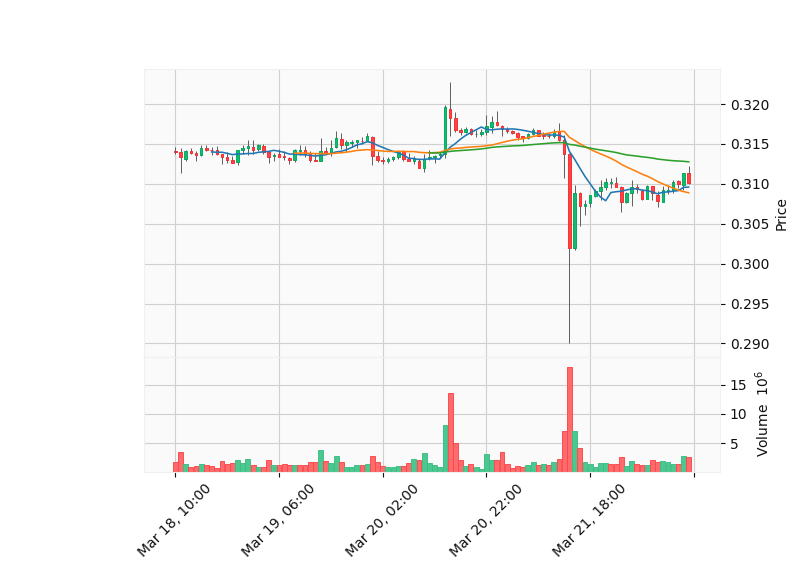 0.320
0.315
0.310
0.305
0.300
0.295
0.290
Price
15
10
5
Volume 10^6
Mar 18, 10:00
Mar 19, 06:00
Mar 20, 02:00
Mar 20, 22:00
Mar 21, 18:00